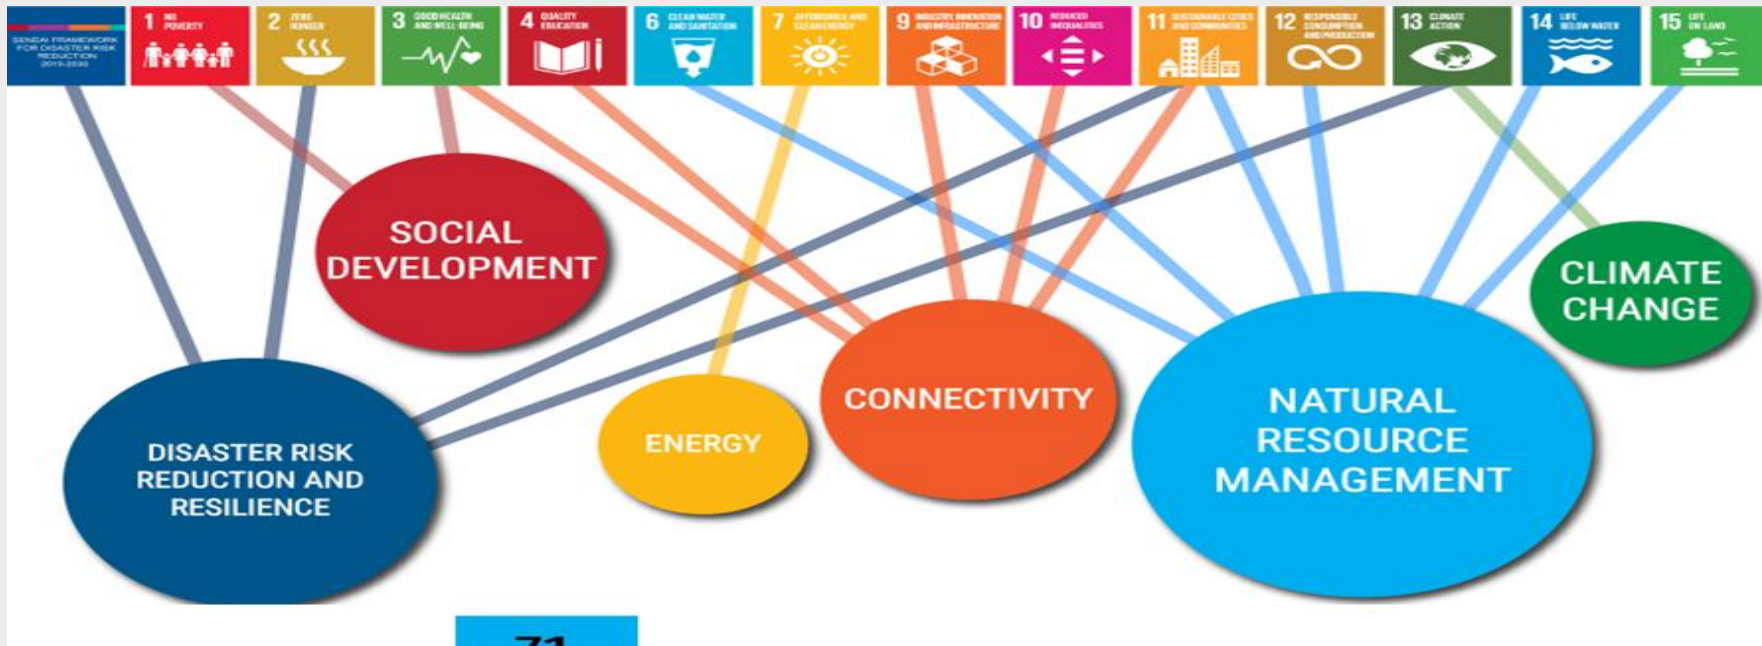 SENDAI FRAMEWORK
FOR DISASTER RISK
REDUCTION
2015-2030
1 NO
POVERTY
2 ZERO
HUNGER
3 GOOD HEALTH
AND WELL-BEING
4 QUALITY
EDUCATION
6 CLEAN WATER
AND SANITATION
7 AFFORDABLE AND
CLEAN ENERGY
9 INDUSTRY, INNOVATION
AND INFRASTRUCTURE
10 REDUCED
INEQUALITIES
11 SUSTAINABLE CITIES
AND COMMUNITIES
12 RESPONSIBLE
CONSUMPTION
AND PRODUCTION
13 CLIMATE
ACTION
14 LIFE
BELOW WATER
15 LIFE
ON LAND
SOCIAL
DEVELOPMENT
CLIMATE
CHANGE
DISASTER RISK
REDUCTION AND
RESILIENCE
ENERGY
CONNECTIVITY
NATURAL
RESOURCE
MANAGEMENT
71